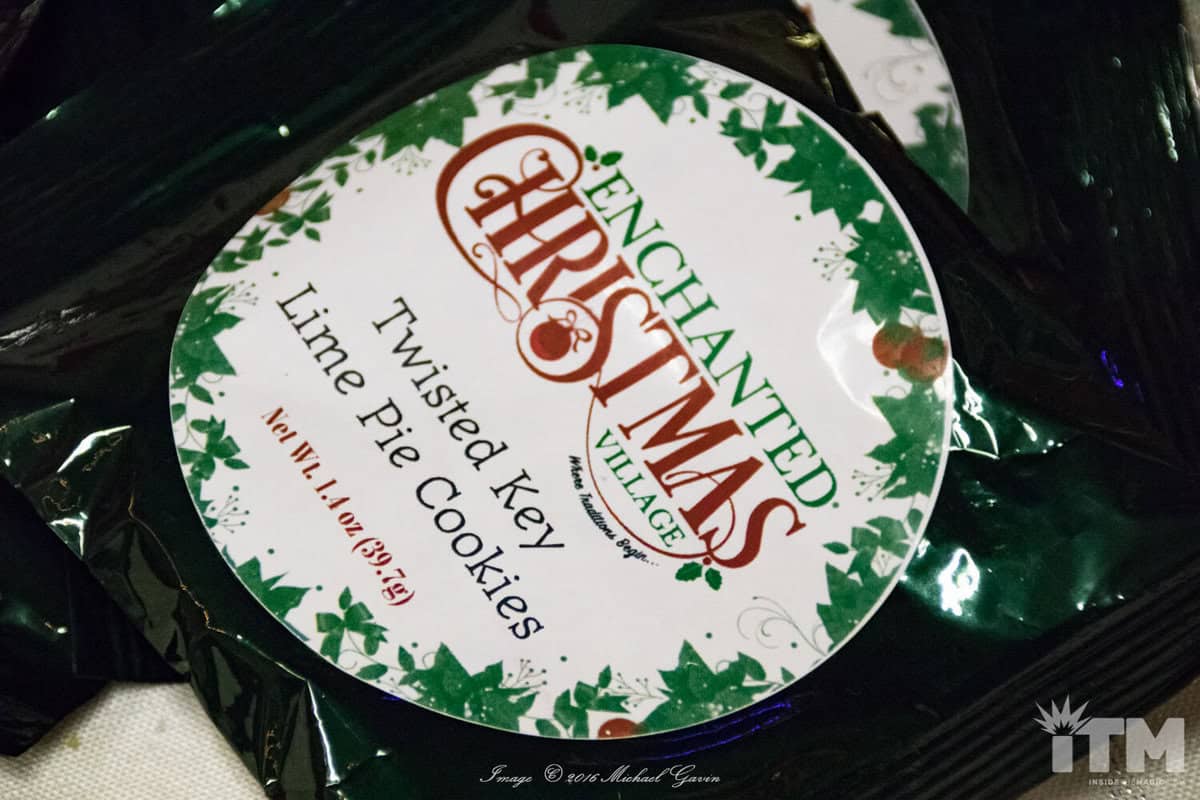 ENCHANTED
CHRISTMAS
VILLAGE
Where Traditions Begin...
Twisted Key
Lime Pie Cookies
Net Wt. 1.4 oz (39.7g)
Image © 2016 Michael Gavin
iTM